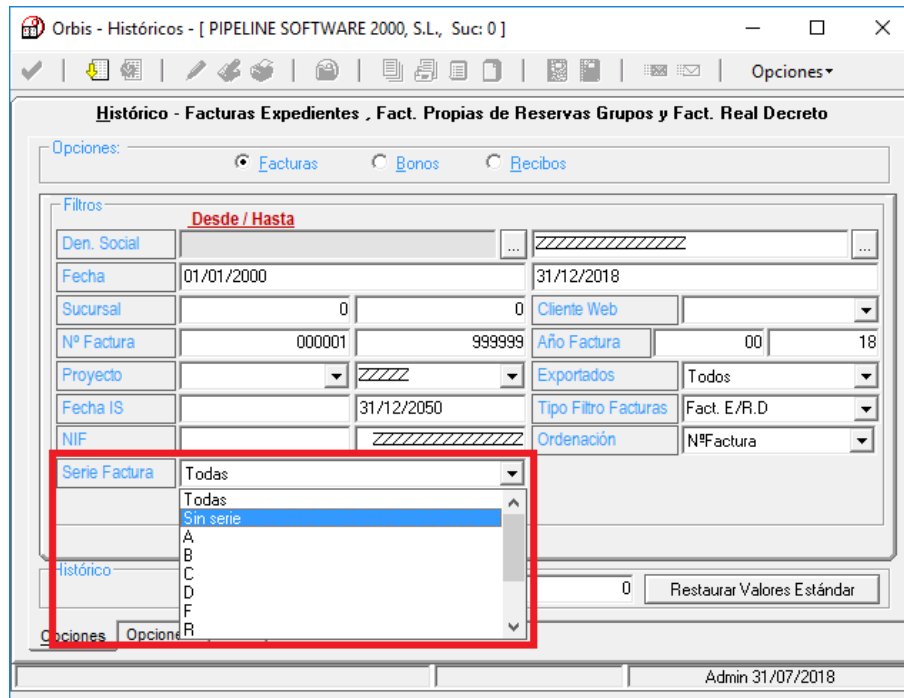 Orbis - Históricos - [ PIPELINE SOFTWARE 2000, S.L., Suc: 0 ]
Opciones
Histórico - Facturas Expedientes , Fact. Propias de Reservas Grupos y Fact. Real Decreto
Opciones:
Facturas Bonos Recibos
Filtros
Desde / Hasta
Den. Social ... ZZZZZZZZZZZZZZZ ...
Fecha 01/01/2000 31/12/2018
Sucursal 0 0 Cliente Web
Nº Factura 000001 999999 Año Factura 00 18
Proyecto ZZZZZ Exportados Todos
Fecha IS 31/12/2050 Tipo Filtro Facturas Fact. E/R.D
NIF ZZZZZZZZZZZZZZZ Ordenación NºFactura
Serie Factura Todas
Todas
Sin serie
A
B
C
D
F
R
Histórico 0 Restaurar Valores Estándar
Opciones
Admin 31/07/2018